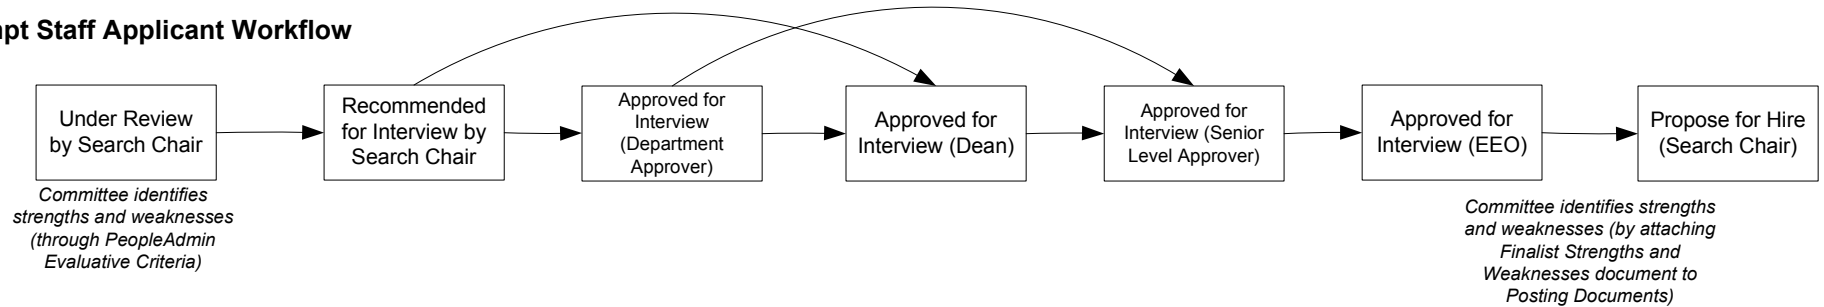 Staff Applicant Workflow
Under Review
by Search Chair
Recommended
for Interview by
Search Chair
Approved for
Interview
(Department
Approver)
Approved for
Interview (Dean)
Approved for
Interview (Senior
Level Approver)
Approved for
Interview (EEO)
Propose for Hire
(Search Chair)
Committee identifies
strengths and weaknesses
(through PeopleAdmin
Evaluative Criteria)
Committee identifies strengths
and weaknesses (by attaching
Finalist Strengths and
Weaknesses document to
Posting Documents)